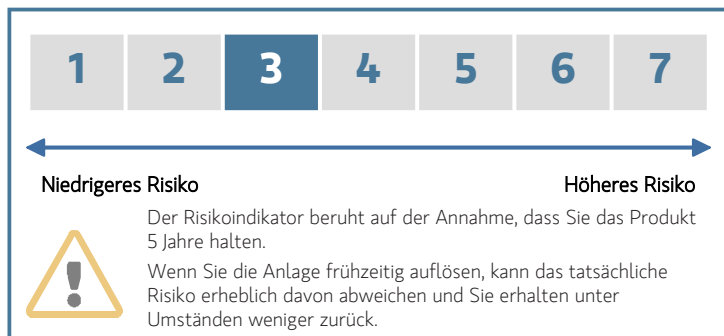 1 2 3 4 5 6 7
Niedrigeres Risiko Höheres Risiko
Der Risikoindikator beruht auf der Annahme, dass Sie das Produkt
5 Jahre halten.
Wenn Sie die Anlage frühzeitig auflösen, kann das tatsächliche
Risiko erheblich davon abweichen und Sie erhalten unter
Umständen weniger zurück.